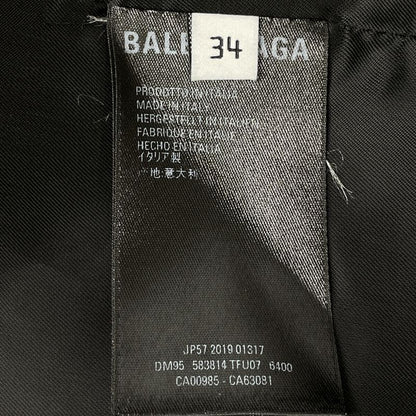 BALENCIAGA
34
PRODOTTO IN ITALIA
MADE IN ITALY
HERGESTELLT IN ITALIEN
FABRIQUE EN ITALIE
HECHO EN ITALIA
イタリア製
产地:意大利
JP57 2019 01317
DM95 583814 TFU07 6400
CA00985 - CA63081